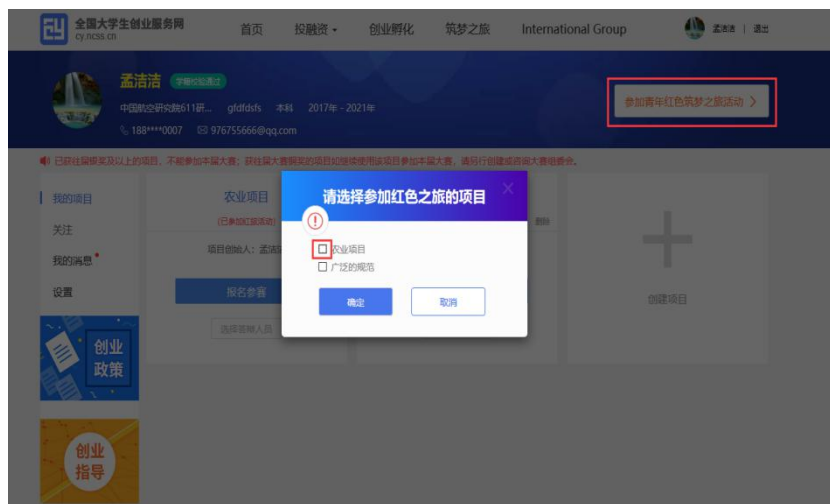 全国大学生创业服务网
cy.ncss.cn
首页 投融资 创业孵化 筑梦之旅 International Group 孟洁洁 | 退出
孟洁洁 学籍校验通过
中国航空研究院611研... gfdfdsfs 本科 2017年 - 2021年
188****0007 976755666@qq.com
参加青年红色筑梦之旅活动 >
已获往届银奖及以上的项目，不能参加本届大赛；获往届大赛铜奖的项目如继续使用该项目参加本届大赛，请另行创建或咨询大赛组委会。
我的项目
关注
我的消息
设置
农业项目
(已参加红旅活动)
项目创始人：孟洁
报名参赛
选择答辩人员
删除
请选择参加红色之旅的项目
农业项目
广泛的规范
确定 取消
创建项目
创业
政策
创业
指导